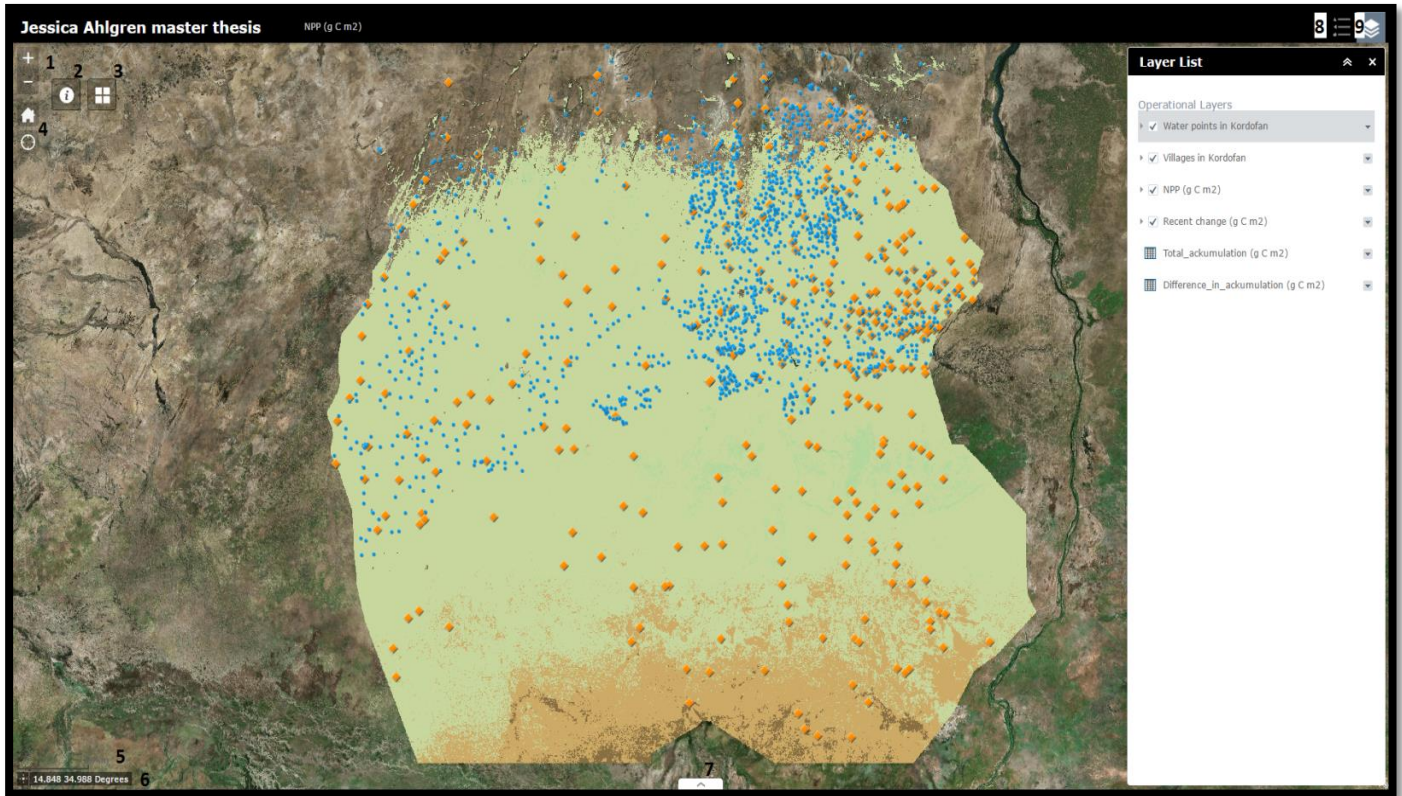 Jessica Ahlgren master thesis
NPP (g C m2)
8
9
1
2
3
4
Layer List
Operational Layers
Water points in Kordofan
Villages in Kordofan
NPP (g C m2)
Recent change (g C m2)
Total_ackumulation (g C m2)
Difference_in_ackumulation (g C m2)
5
14.848 34.988 Degrees
6
7